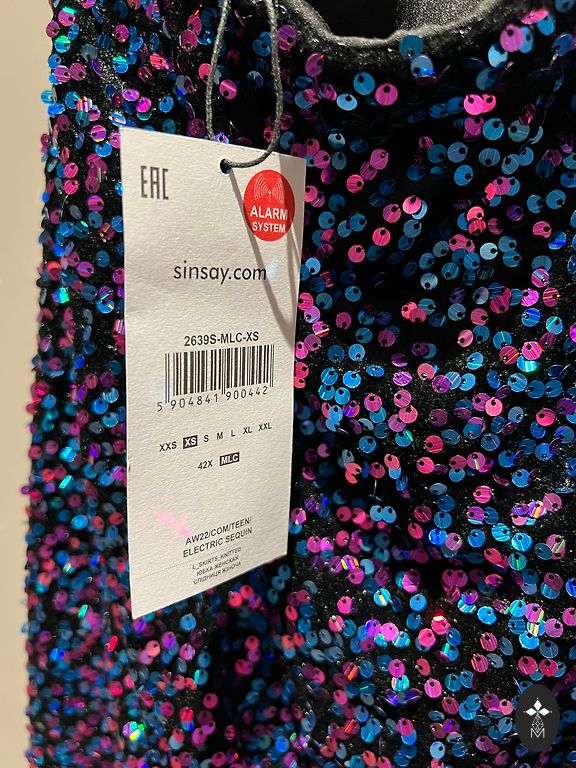 EAC
ALARM
SYSTEM
sinsay.com
2639S-MLC-XS
5 904841 900442
XXS XS S M L XL XXL
42X MLC
AW22/COM/TEEN/
ELECTRIC SEQUIN
L_SKIRTS_KNITTED
ЮБКА ЖЕНСКАЯ
СПІДНИЦЯ ЖІНОЧА
M